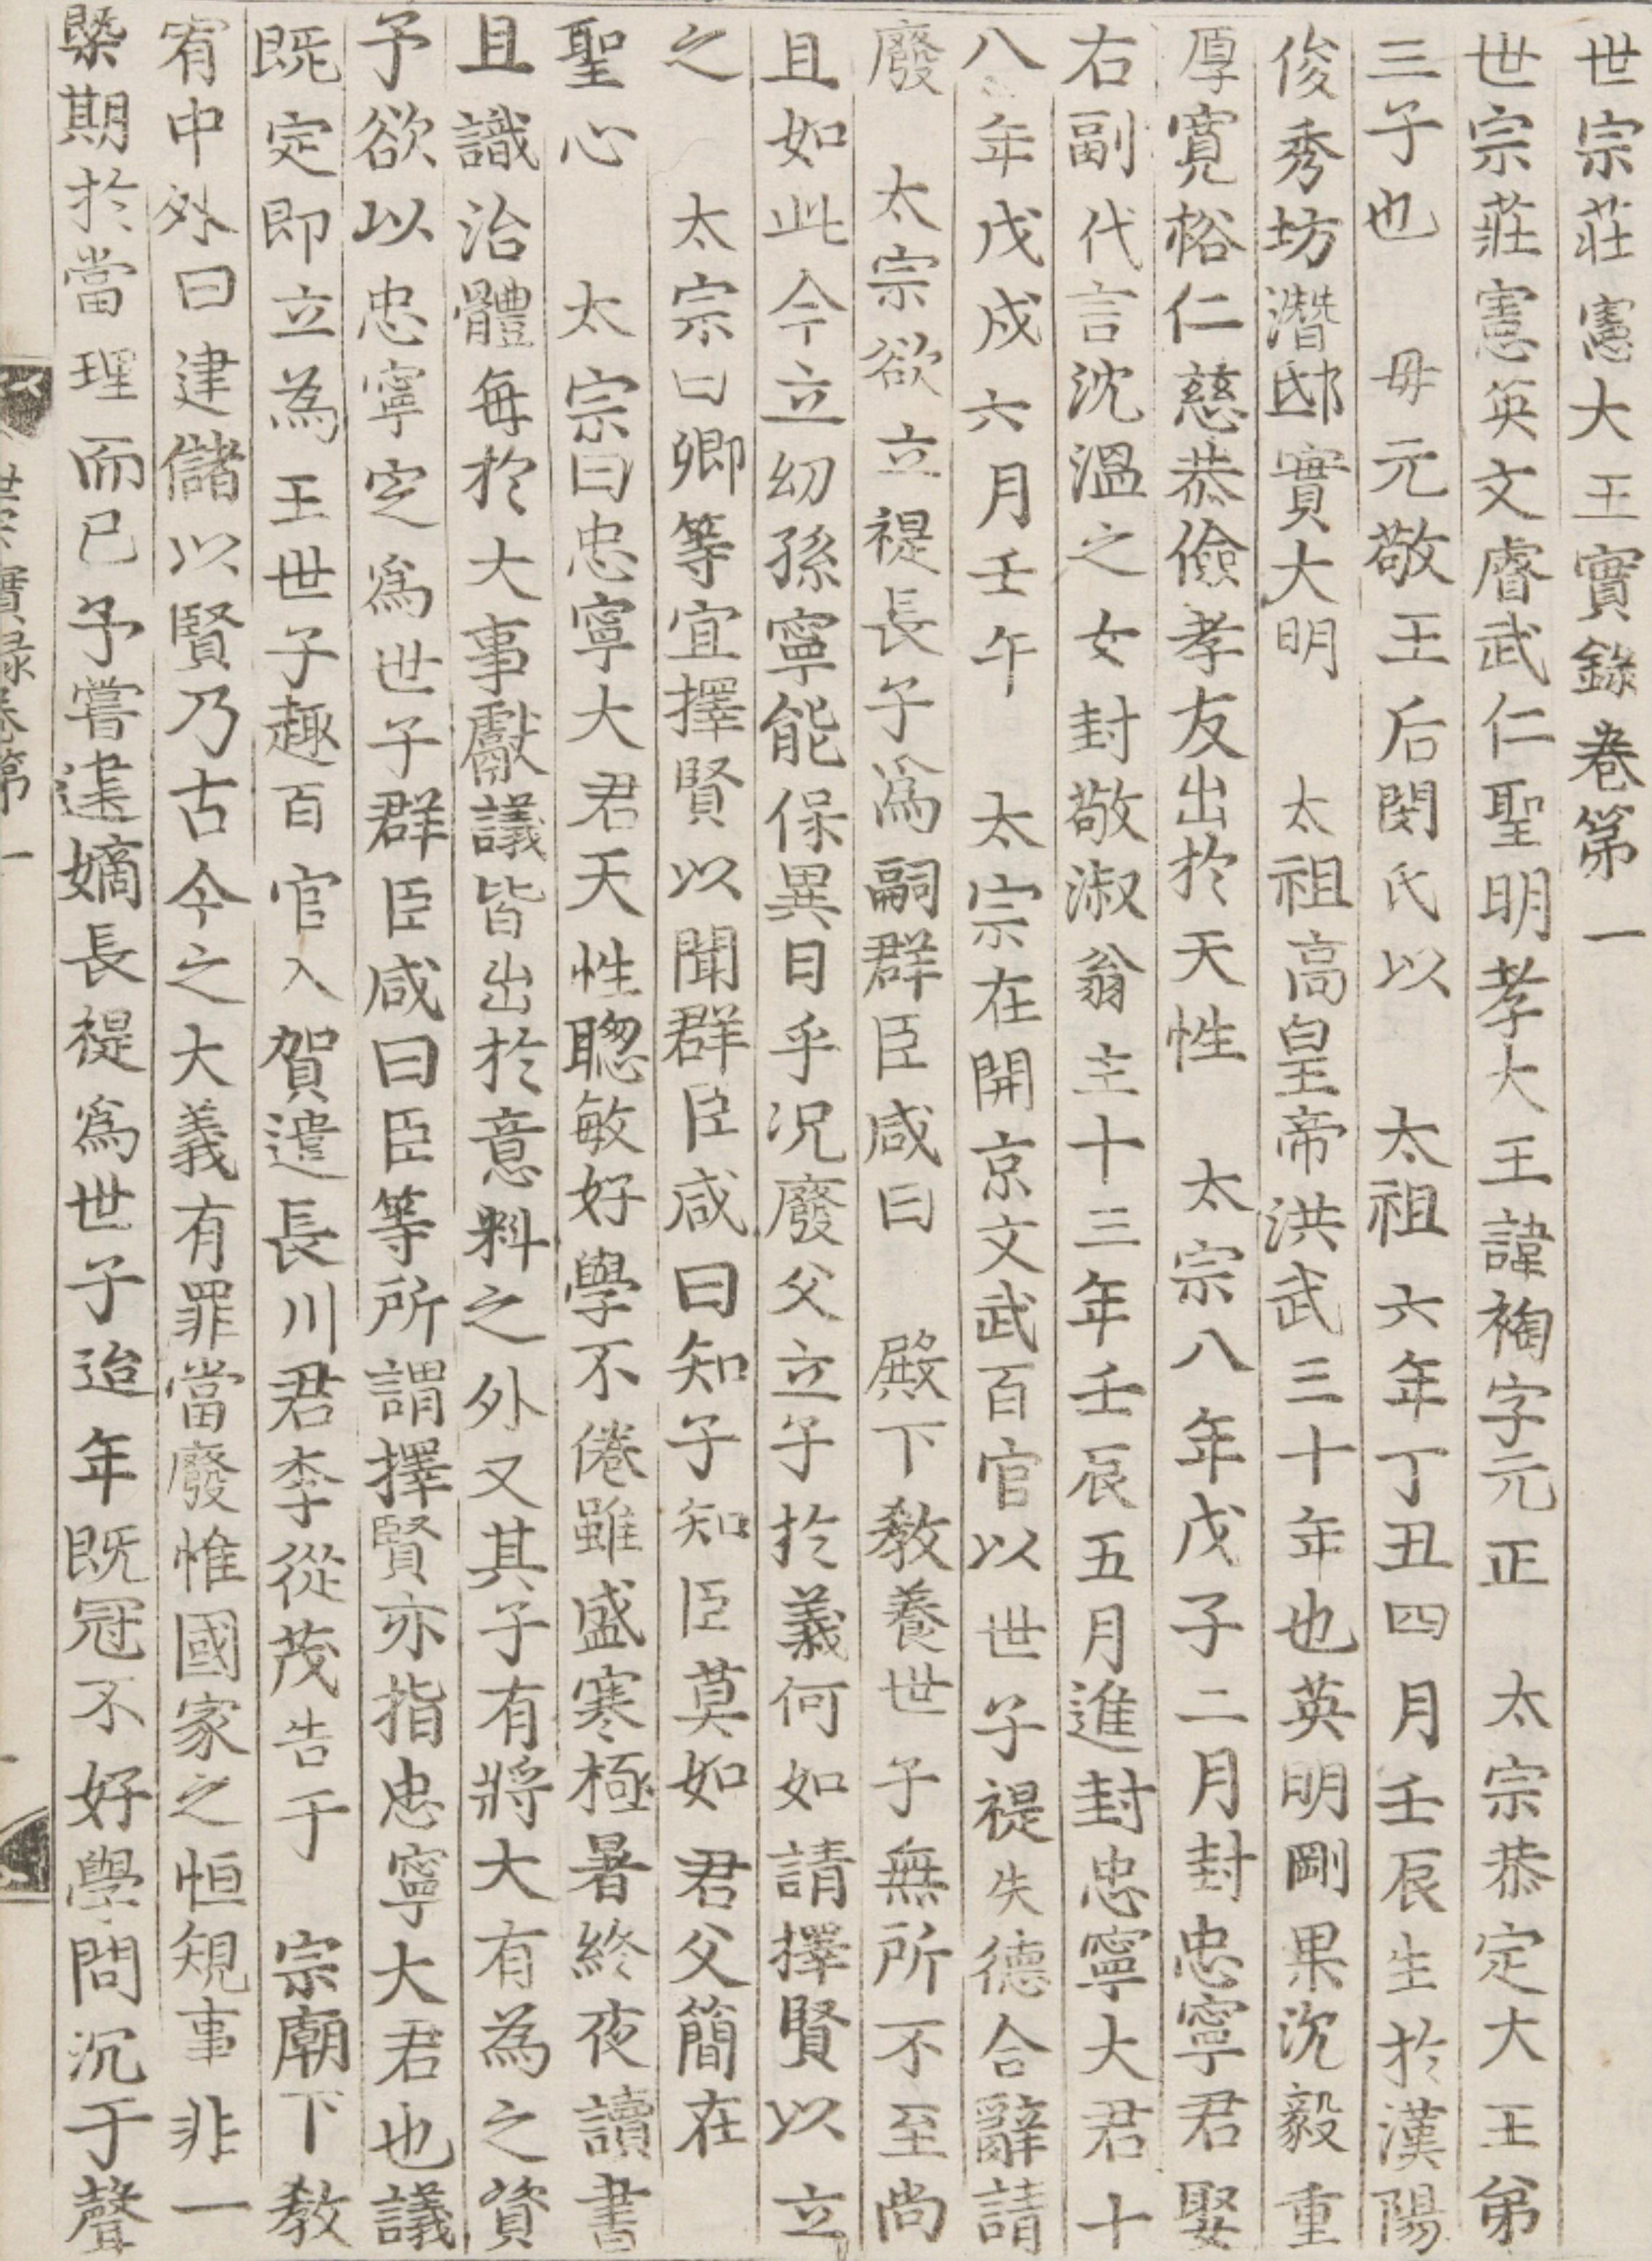 世宗莊憲大王實錄卷第一
世宗莊憲英文睿武仁聖明孝大王諱祹字元正　太宗恭定大王第
三子也　母元敬王后閔氏以　太祖六年丁丑四月壬辰生於漢陽
俊秀坊潛邸實大明　太祖高皇帝洪武三十年也英明剛果沉毅重
厚寬裕仁慈恭儉孝友出於天性　太宗八年戊子二月封忠寧君娶
右副代言沈溫之女封敬淑翁主十三年壬辰五月進封忠寧大君十
八年戊戌六月壬午　太宗在開京文武百官以世子禔失德合辭請
廢　太宗欲立禔長子爲嗣群臣咸曰　殿下敎養世子無所不至尚
且如此今立幼孫寧能保異日乎況廢父立子於義何如請擇賢以立
之　太宗曰卿等宜擇賢以聞群臣咸曰知子知臣莫如君父簡在
聖心　太宗曰忠寧大君天性聰敏好學不倦雖盛寒極暑終夜讀書
且識治體每於大事獻議皆出於意料之外又其子有將大有為之資
予欲以忠寧定爲世子群臣咸曰臣等所謂擇賢亦指忠寧大君也議
既定即立為王世子趣百官入賀遣長川君李從茂告于　宗廟下敎
宥中外曰建儲以賢乃古今之大義有罪當廢惟國家之恒規事非一
槩期於當理而已予嘗建嫡長禔爲世子迨年既冠不好學問沉于聲
世宗實錄卷第一
一